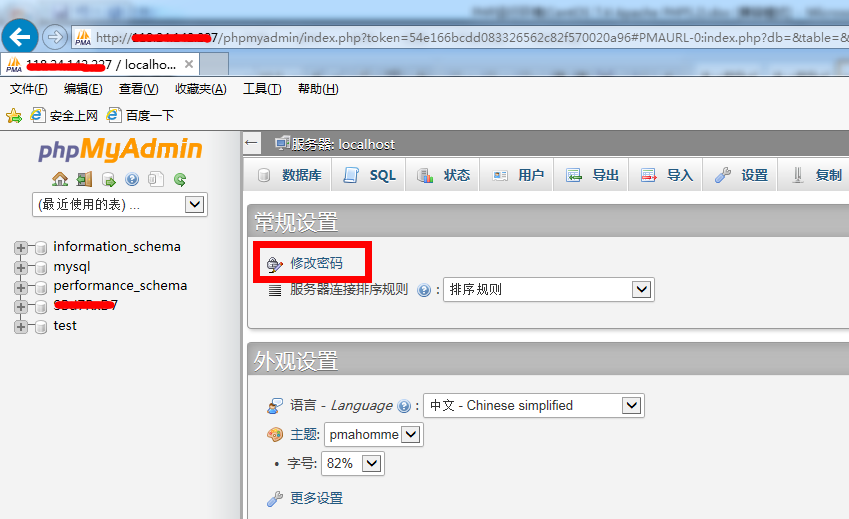 http://
/phpmyadmin/index.php?token=54e166bcdd083326562c82f570020a96#PMAURL-0:index.php?db=&table=&
/ localho...
文件(F) 编辑(E) 查看(V) 收藏夹(A) 工具(T) 帮助(H)
安全上网 百度一下
phpMyAdmin
(最近使用的表) ...
information_schema
mysql
performance_schema
test
服务器: localhost
数据库 SQL 状态 用户 导出 导入 设置 复制
常规设置
修改密码
服务器连接排序规则 : 排序规则
外观设置
语言 - Language : 中文 - Chinese simplified
主题: pmahomme
• 字号: 82%
更多设置